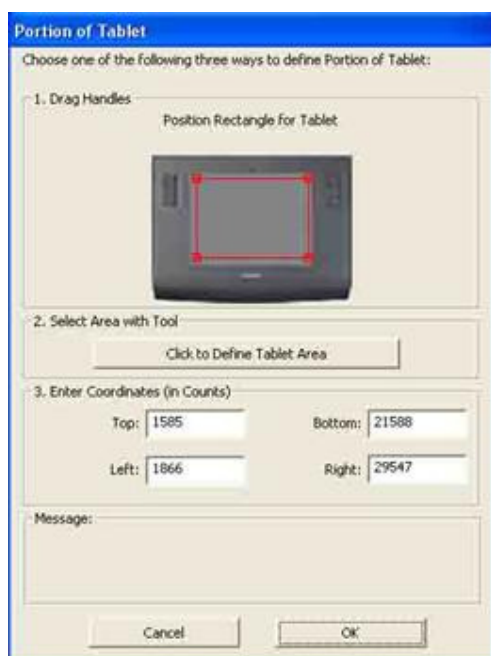 Portion of Tablet
Choose one of the following three ways to define Portion of Tablet:
1. Drag Handles
Position Rectangle for Tablet
2. Select Area with Tool
Click to Define Tablet Area
3. Enter Coordinates (in Counts)
Top: 1585 Bottom: 21588
Left: 1866 Right: 29547
Message:
Cancel OK